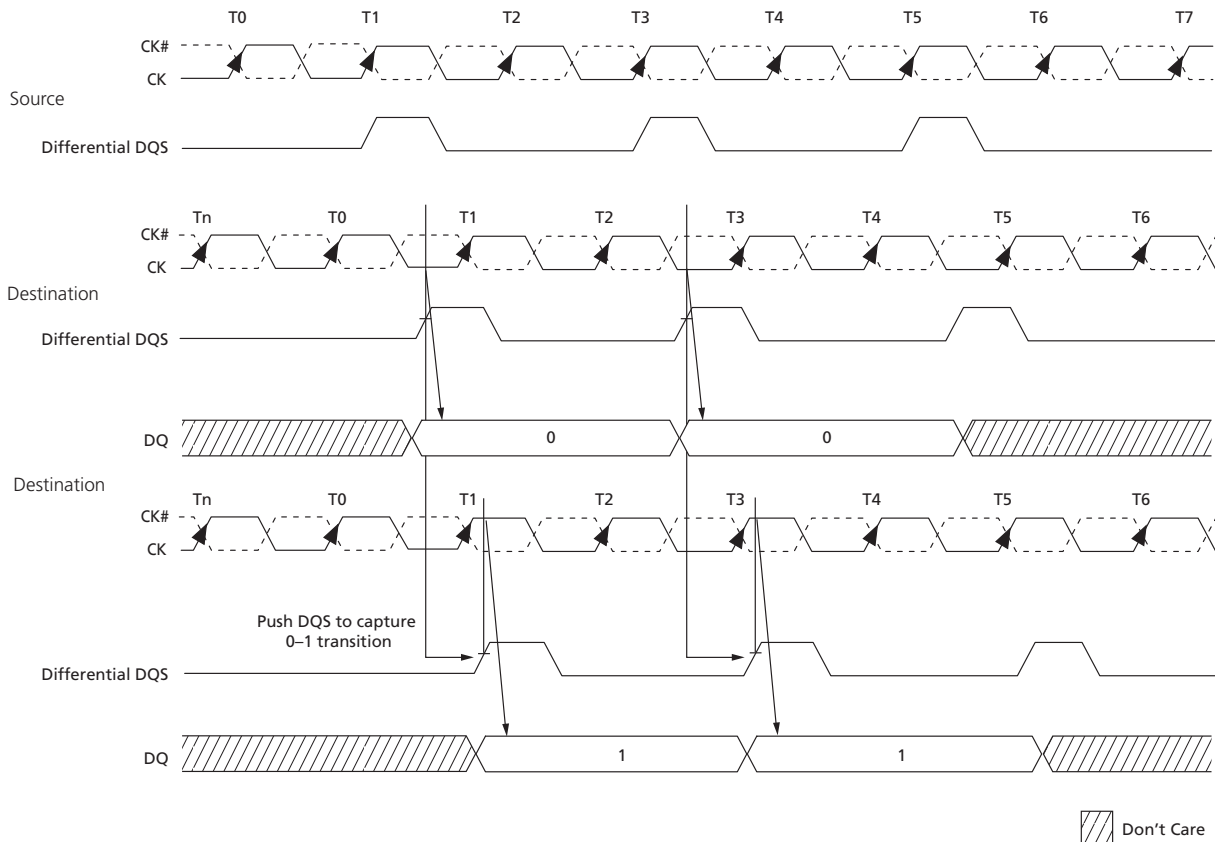 T0 T1 T2 T3 T4 T5 T6 T7
CK#
CK
Source
Differential DQS
Tn T0 T1 T2 T3 T4 T5 T6
CK#
CK
Destination
Differential DQS
DQ 0 0
Destination
Tn T0 T1 T2 T3 T4 T5 T6
CK#
CK
Push DQS to capture
0–1 transition
Differential DQS
DQ 1 1
Don't Care